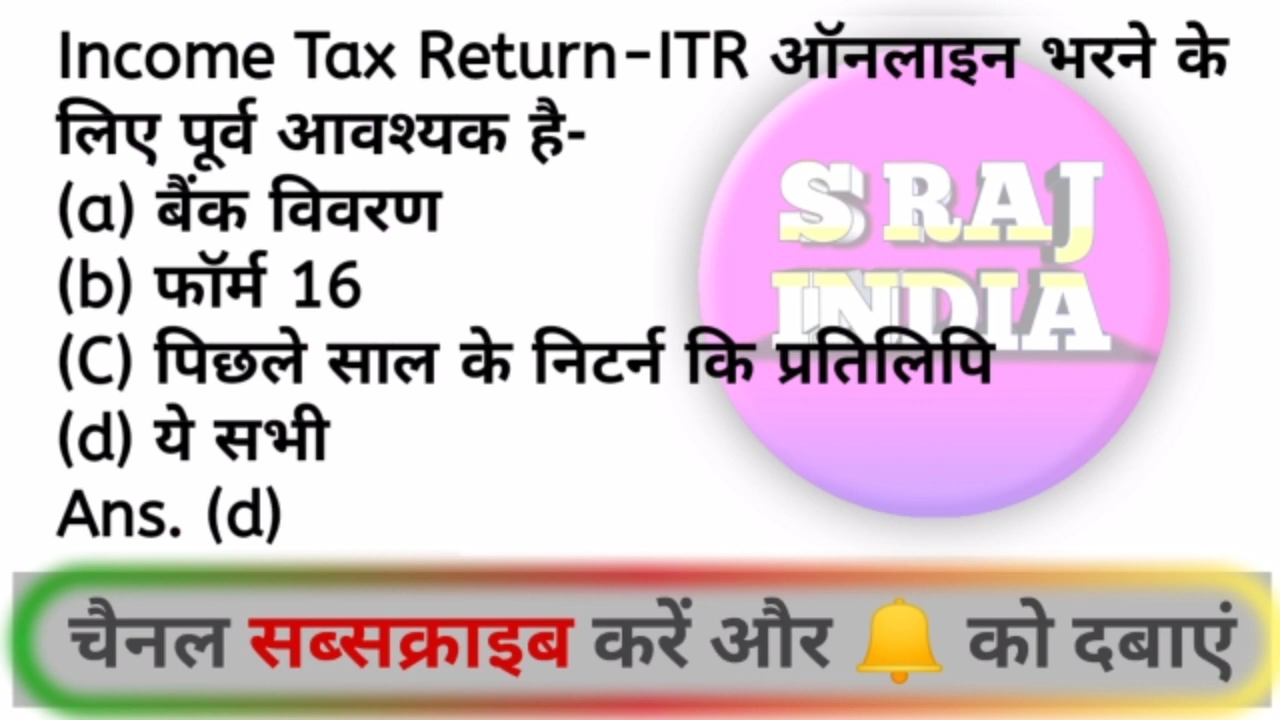 Income Tax Return-ITR ऑनलाइन भरने के
लिए पूर्व आवश्यक है-
(a) बैंक विवरण
(b) फॉर्म 16
(C) पिछले साल के निटर्न कि प्रतिलिपि
(d) ये सभी
Ans. (d)
S RAJ
INDIA
चैनल सब्सक्राइब करें और 🔔 को दबाएं